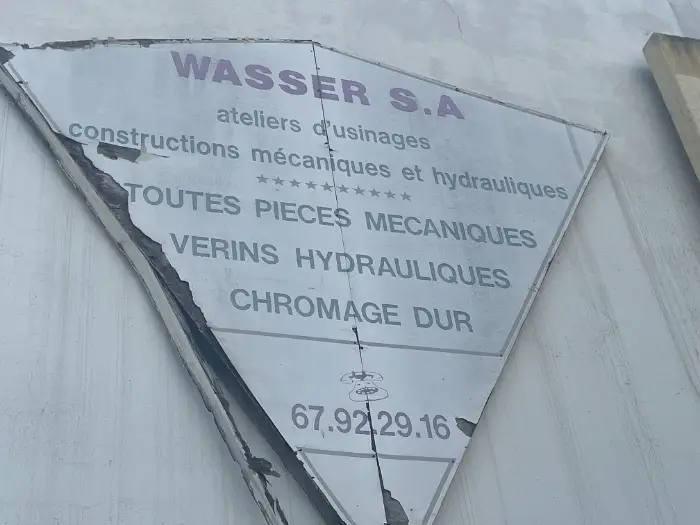 WASSER S.A
ateliers d'usinages
constructions mécaniques et hydrauliques
TOUTES PIECES MECANIQUES
VERINS HYDRAULIQUES
CHROMAGE DUR
67.92.29.16